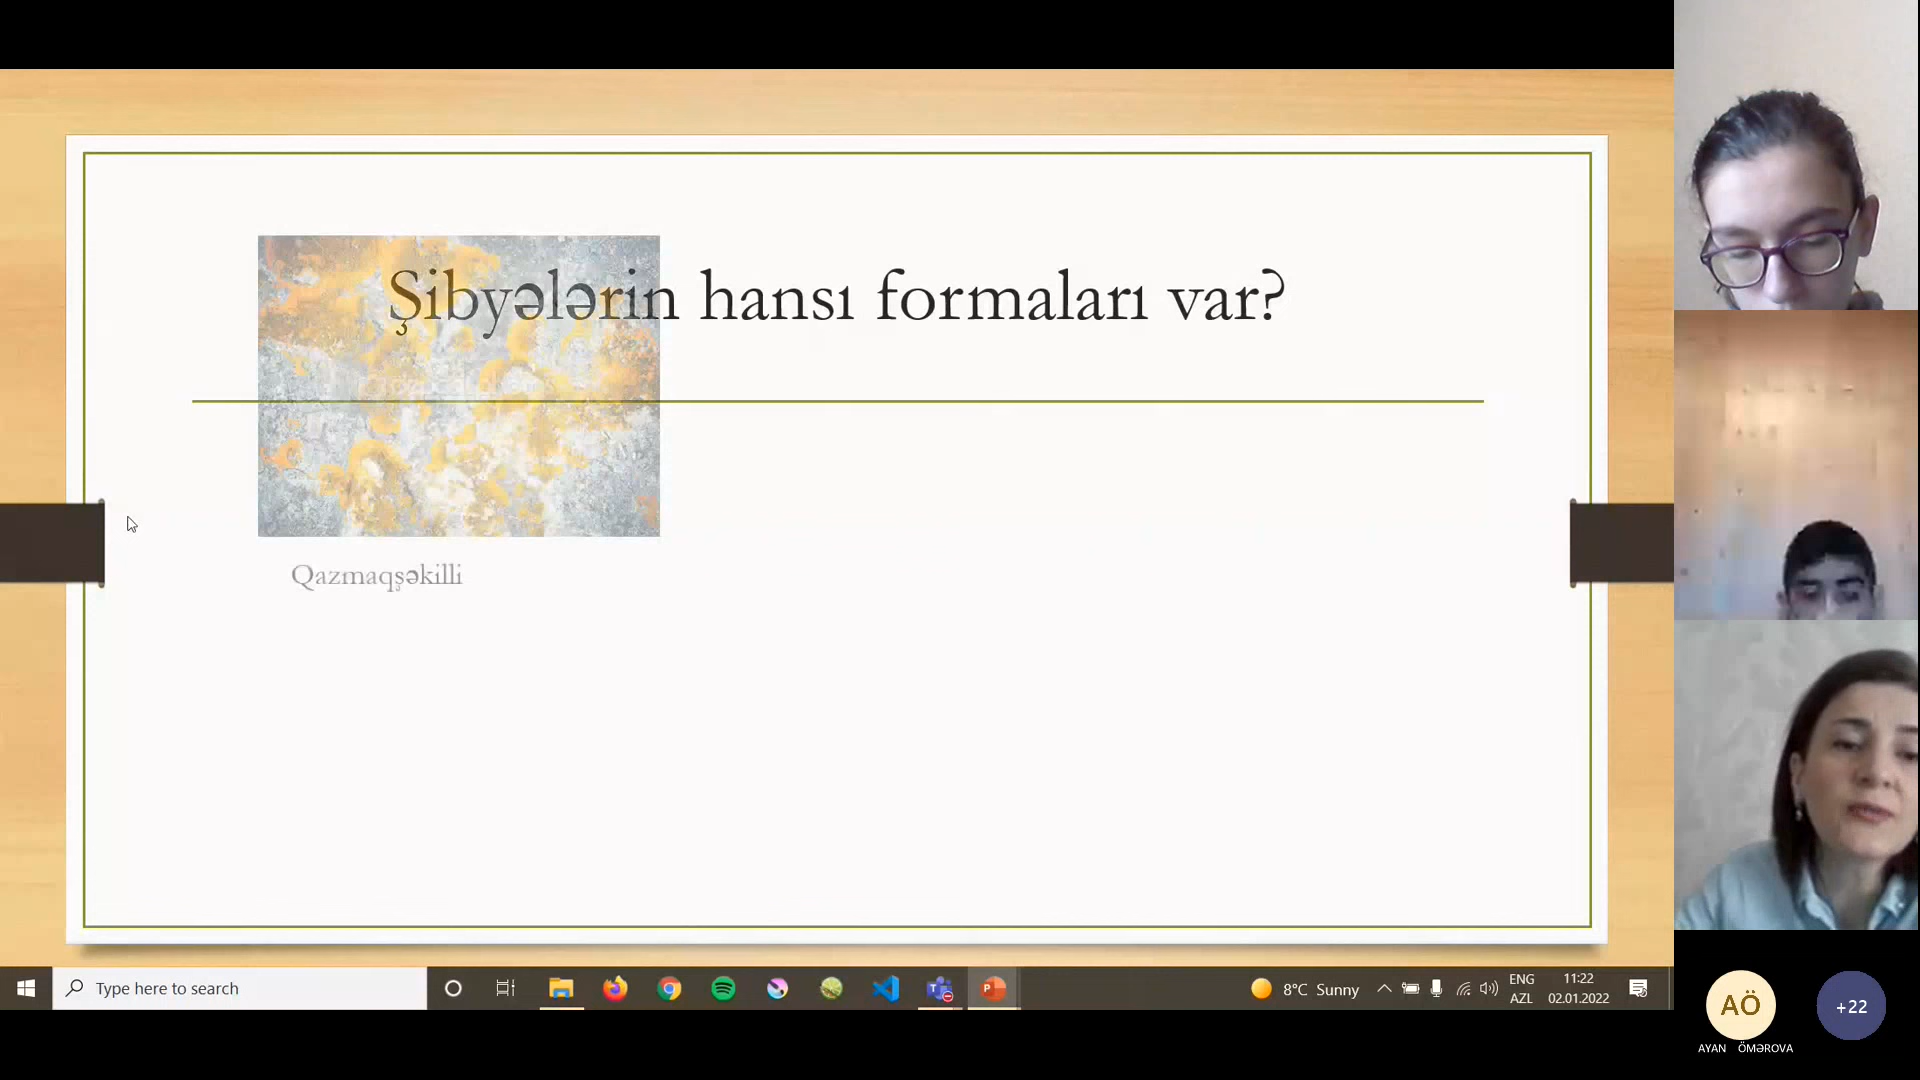 Şibyələrin hansı formaları var?
Qazmaqşəkilli
Type here to search
8°C Sunny
ENG
AZL
11:22
02.01.2022
AÖ
AYAN ÖMƏROVA
+22